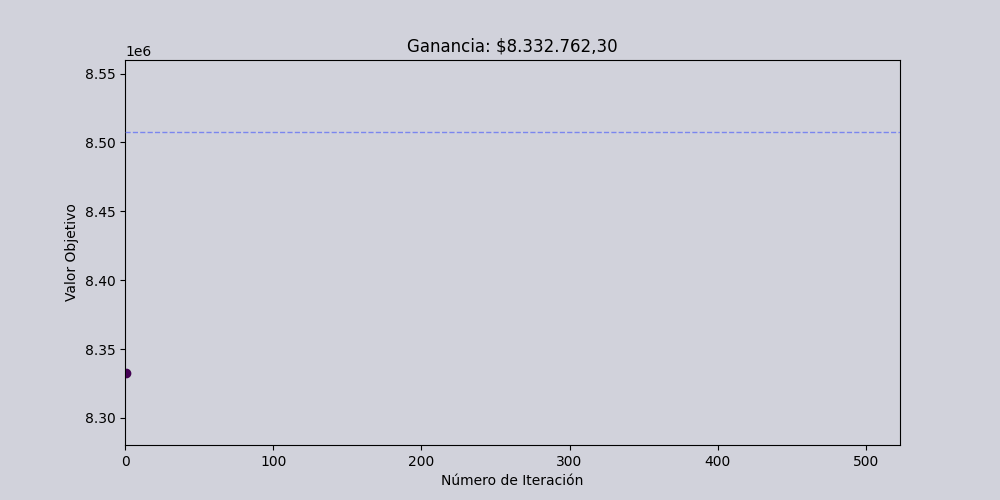 Ganancia: $8.332.762,30
1e6
8.55
8.50
8.45
8.40
8.35
8.30
Valor Objetivo
0 100 200 300 400 500
Número de Iteración